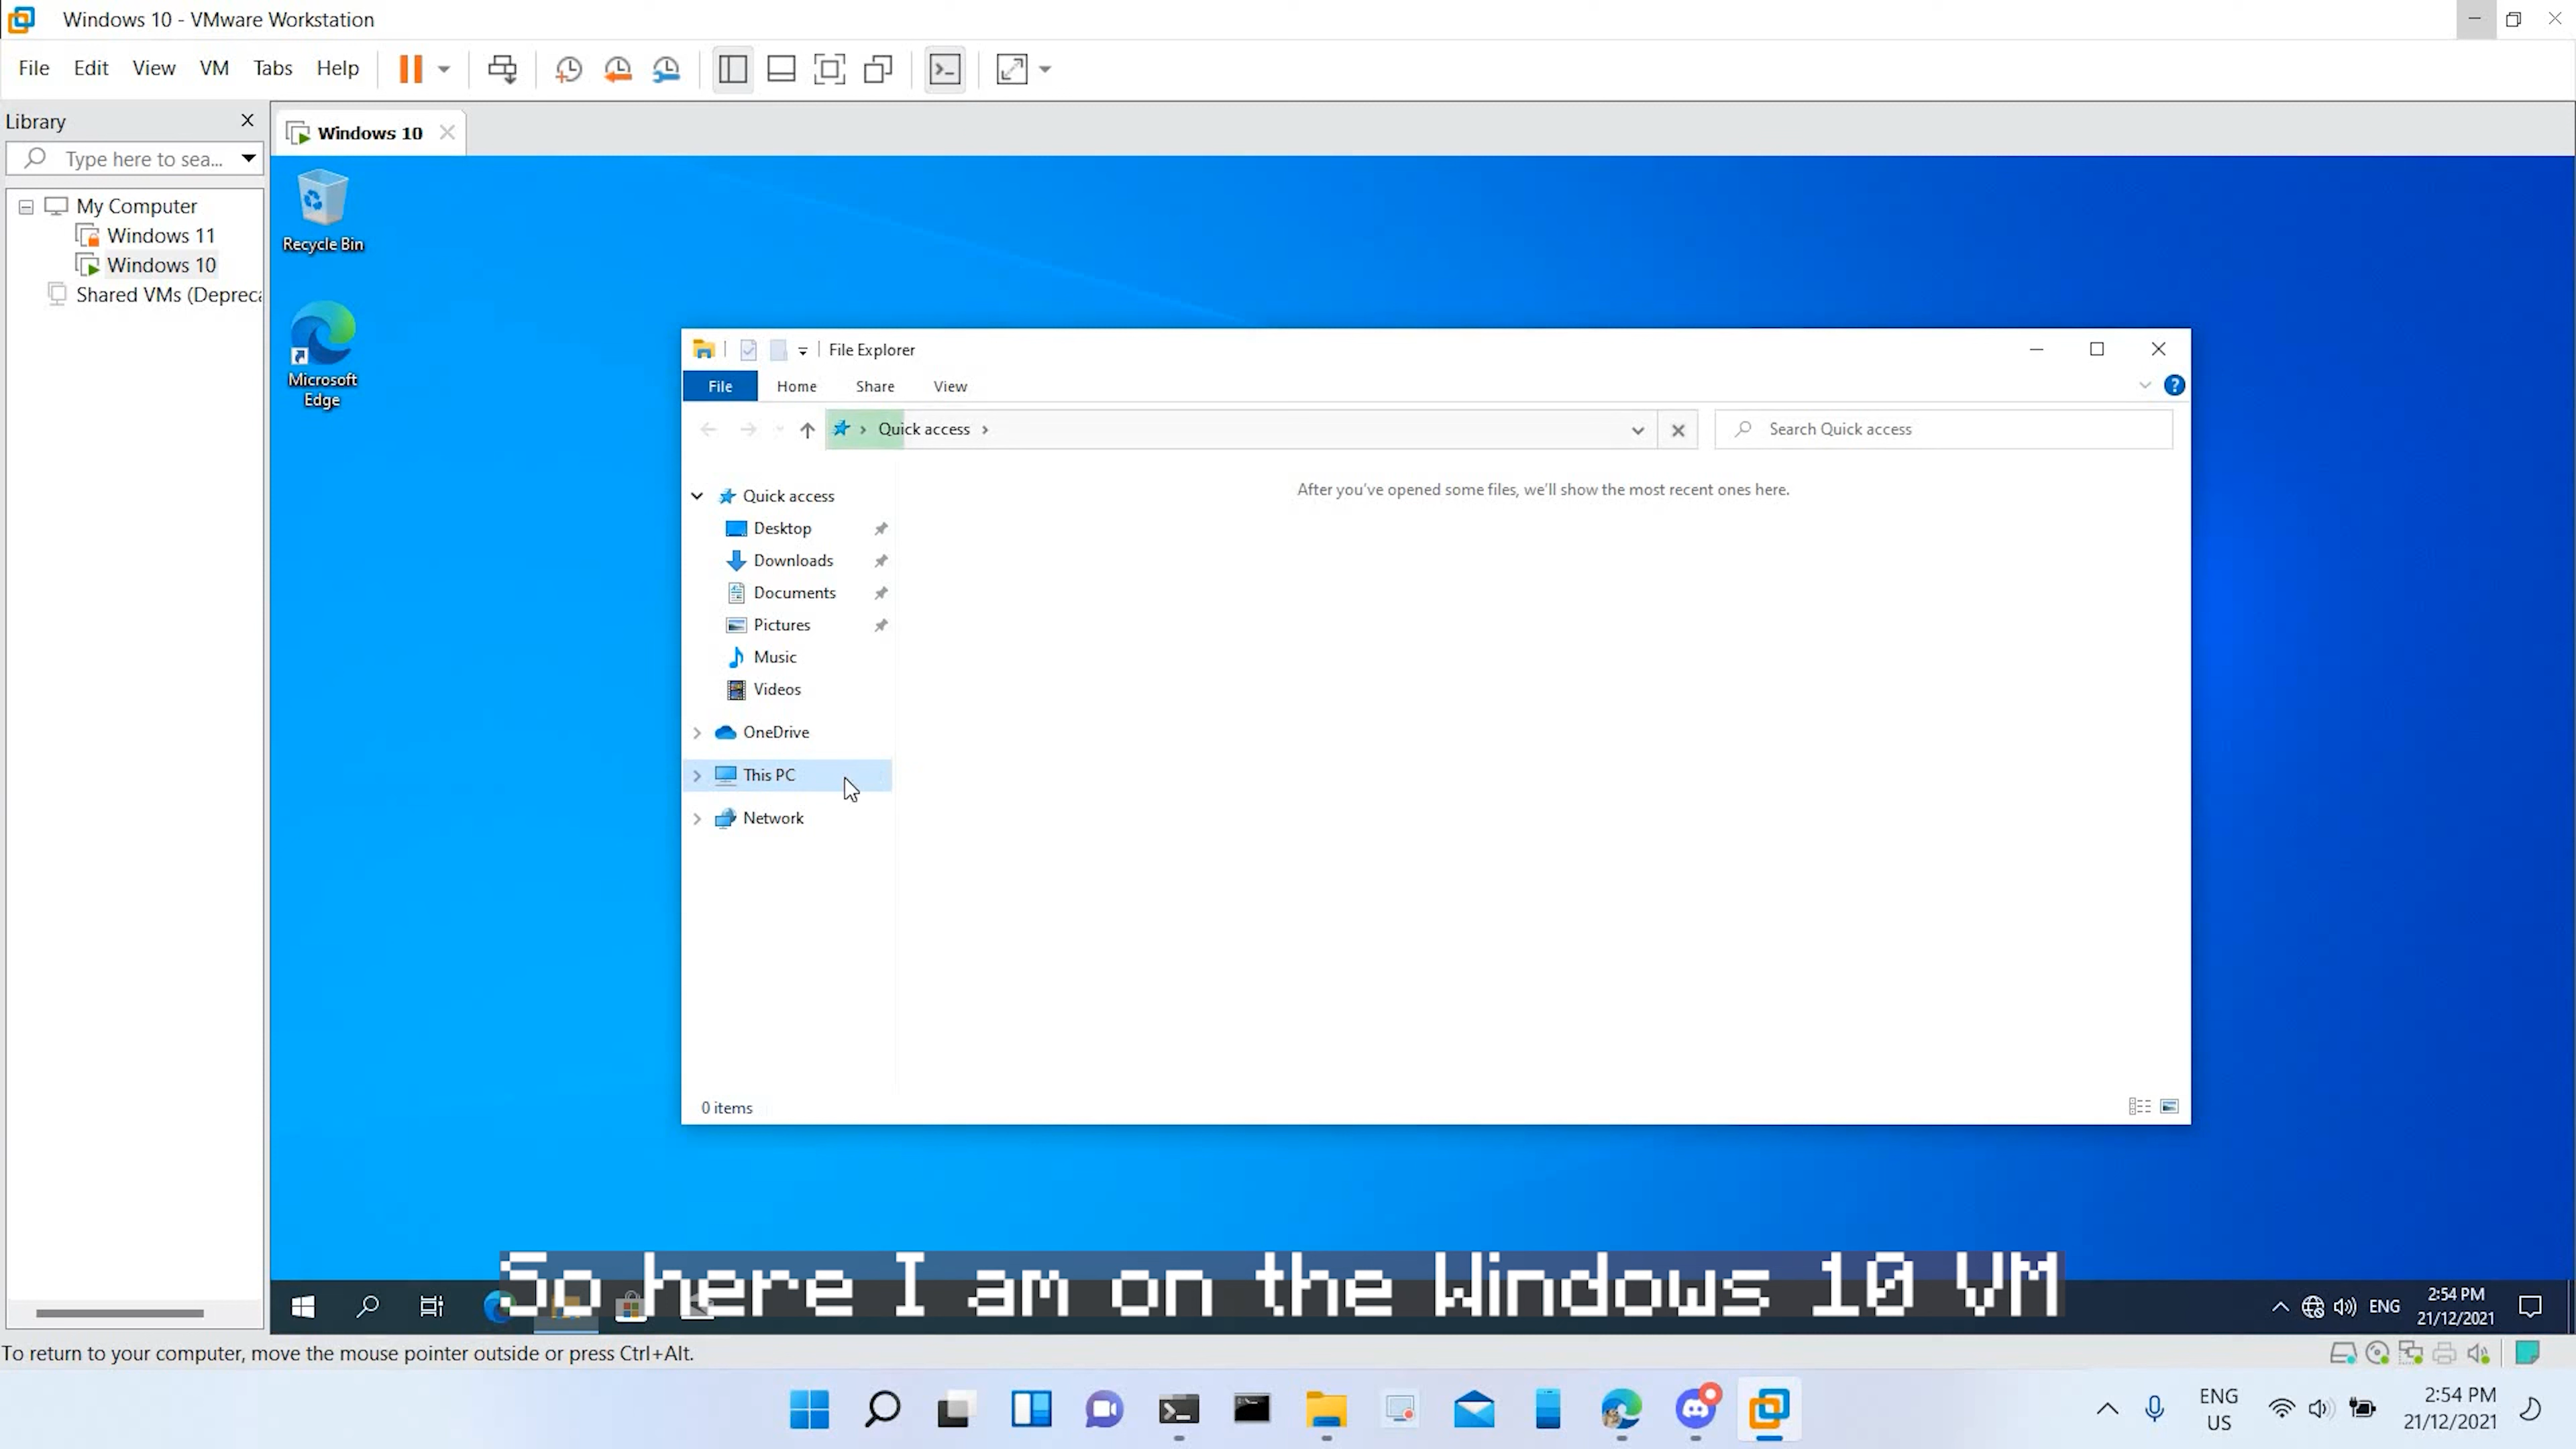 Windows 10 - VMware Workstation
File Edit View VM Tabs Help
Library
Type here to sea...
My Computer
Windows 11
Windows 10
Shared VMs (Depreca
Windows 10
Recycle Bin
Microsoft
Edge
File Explorer
File Home Share View
Quick access
Search Quick access
After you've opened some files, we'll show the most recent ones here.
Quick access
Desktop
Downloads
Documents
Pictures
Music
Videos
OneDrive
This PC
Network
0 items
So here I am on the Windows 10 VM
ENG
2:54 PM
21/12/2021
To return to your computer, move the mouse pointer outside or press Ctrl+Alt.
ENG
US
2:54 PM
21/12/2021